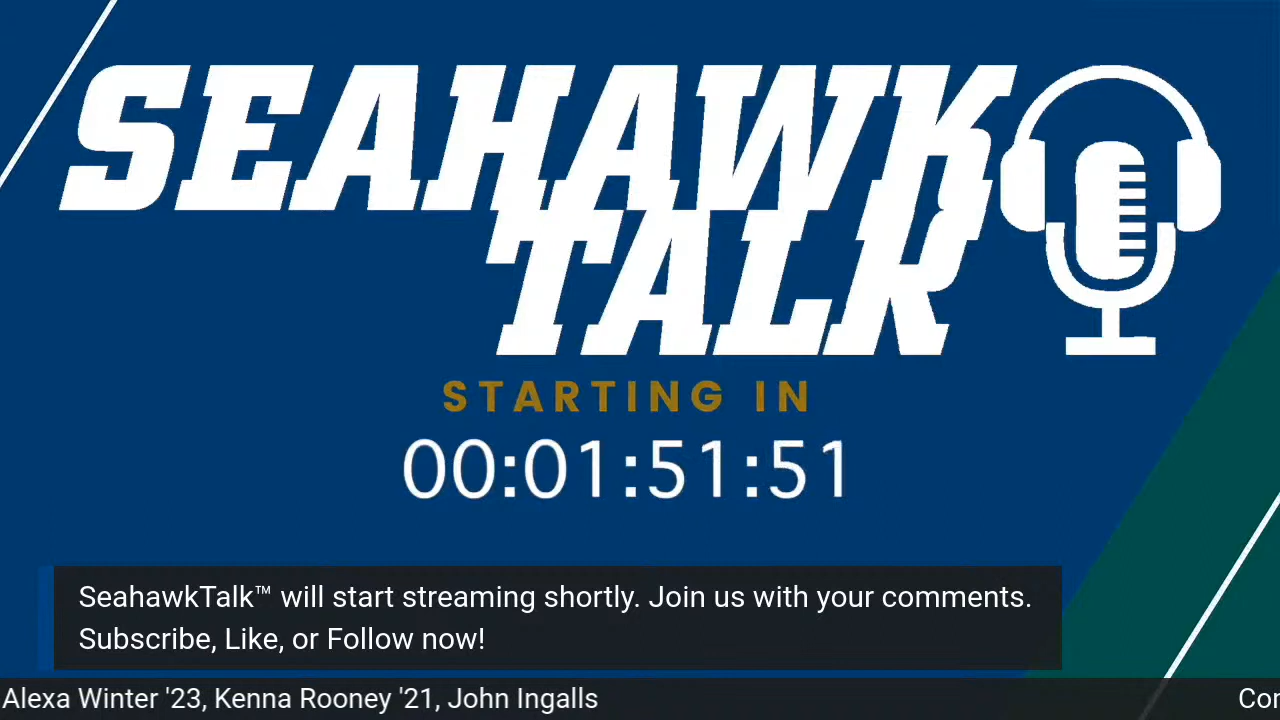 SEAHAWK
TALK
STARTING IN
00:01:51:51
SeahawkTalk™ will start streaming shortly. Join us with your comments.
Subscribe, Like, or Follow now!
Alexa Winter '23, Kenna Rooney '21, John Ingalls